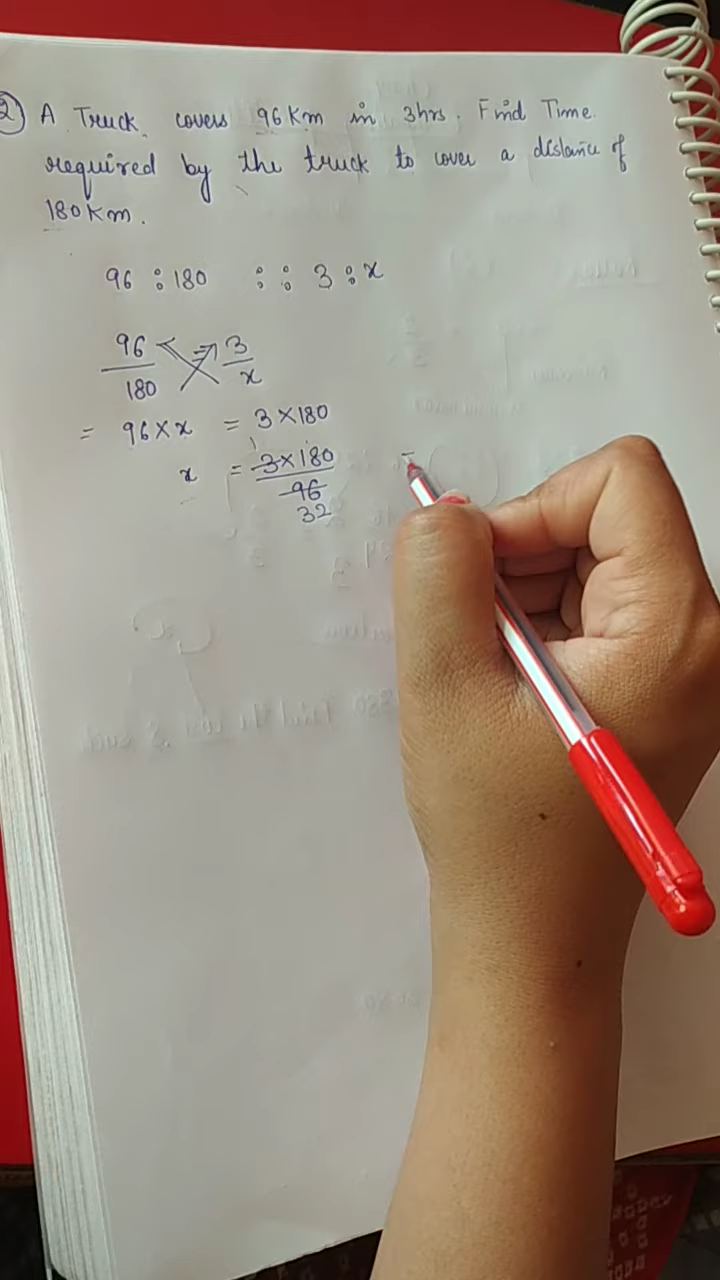 2) A Truck covers 96 Km in 3hrs. Find Time
required by the truck to cover a distance of
180 Km.
96 : 180 :: 3 : x
96/180 = 3/x
= 96 × x = 3 × 180
x = 3 × 180 / 96
1
32
=